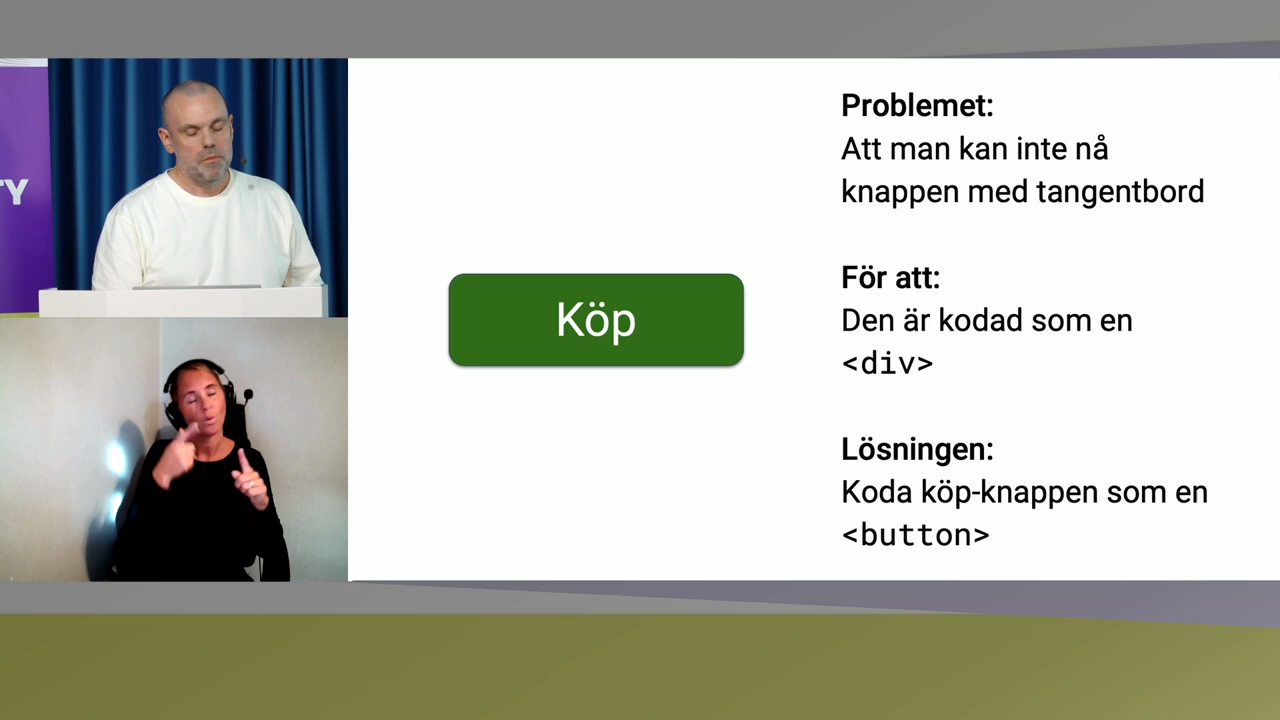 TY
Köp
Problemet:
Att man kan inte nå
knappen med tangentbord
För att:
Den är kodad som en
<div>
Lösningen:
Koda köp-knappen som en
<button>